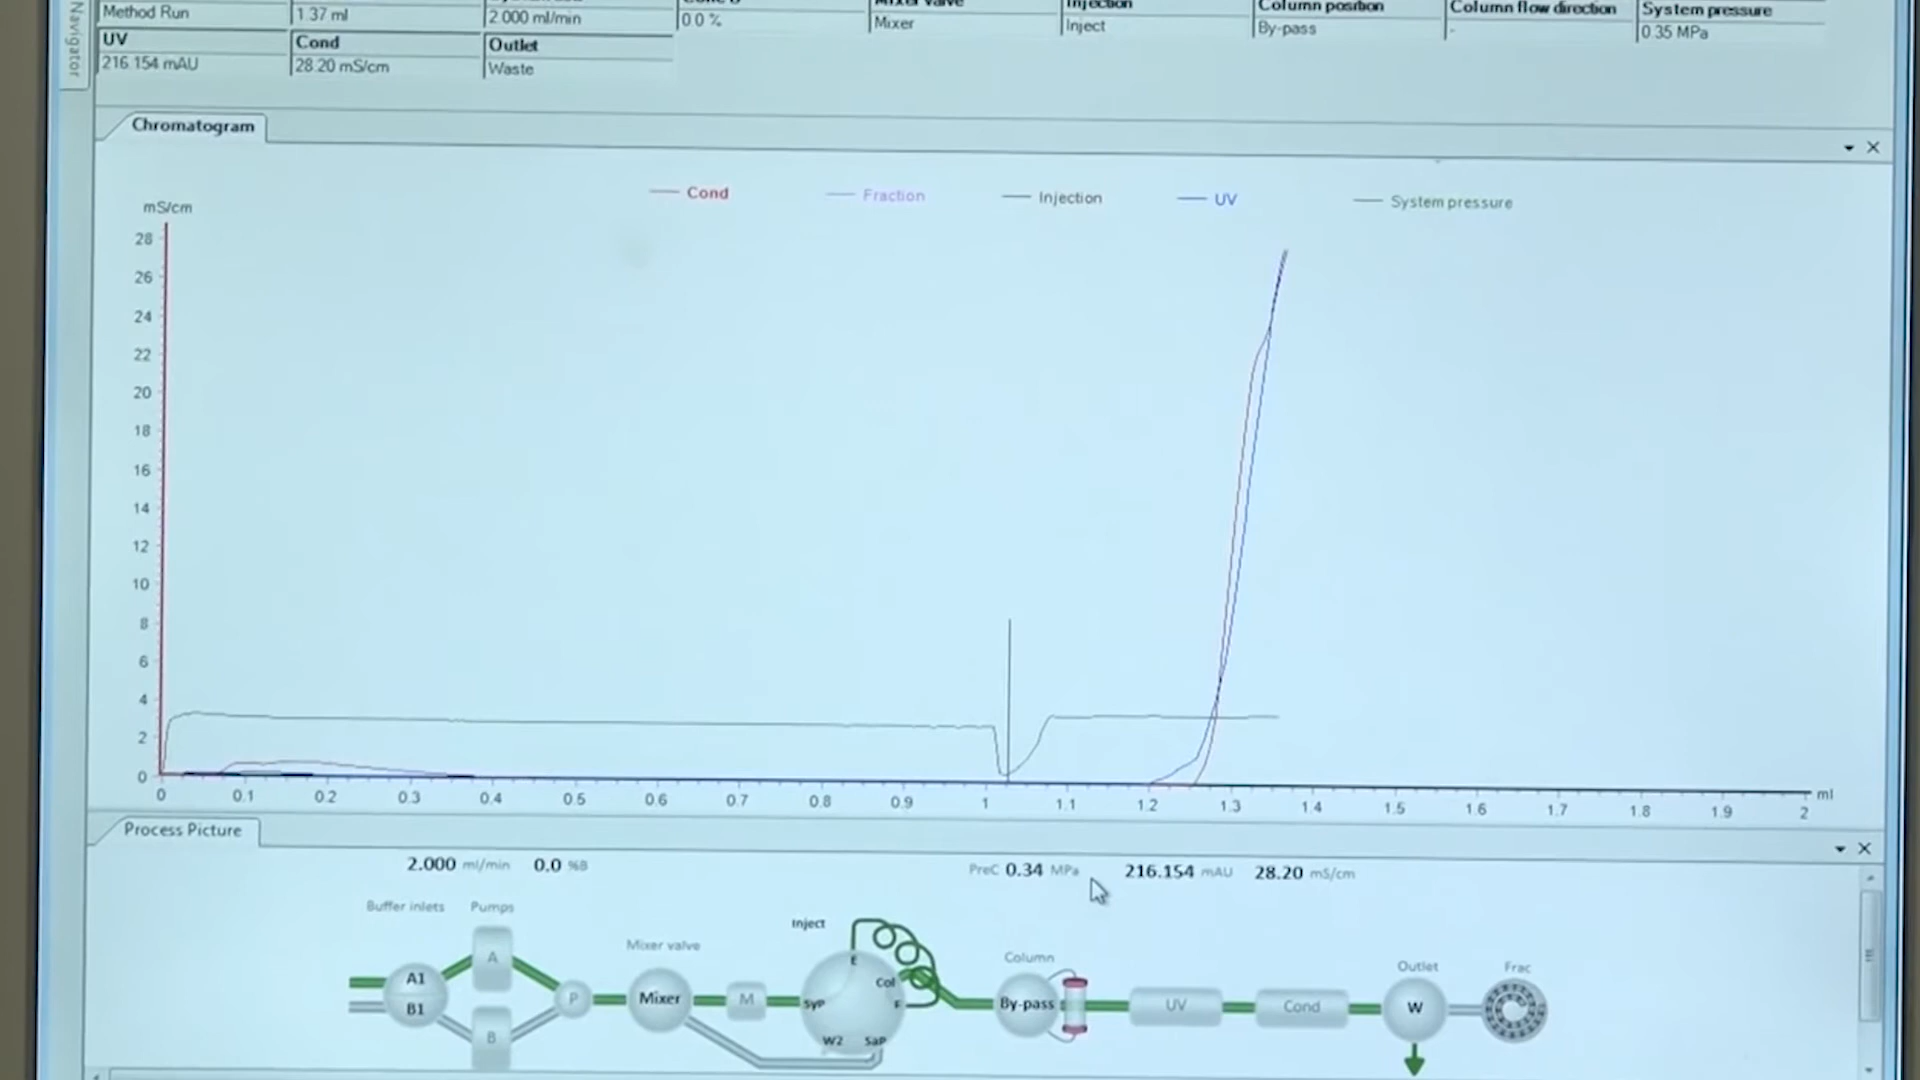 Navigator
Method Run 1.37 ml 2.000 ml/min 0.0 % Mixer valve Mixer Injection Inject Column position By-pass Column flow direction - System pressure 0.35 MPa
UV Cond Outlet
216.154 mAU 28.20 mS/cm Waste
Chromatogram
Cond Fraction Injection UV System pressure
mS/cm
28
26
24
22
20
18
16
14
12
10
8
6
4
2
0
0 0.1 0.2 0.3 0.4 0.5 0.6 0.7 0.8 0.9 1 1.1 1.2 1.3 1.4 1.5 1.6 1.7 1.8 1.9 2 ml
Process Picture
2.000 ml/min 0.0 %B PreC 0.34 MPa 216.154 mAU 28.20 mS/cm
Buffer inlets Pumps Inject
Mixer valve Column Outlet Frac
A1 A E Col
B1 P Mixer M SyP F By-pass UV Cond W
B W2 SaP